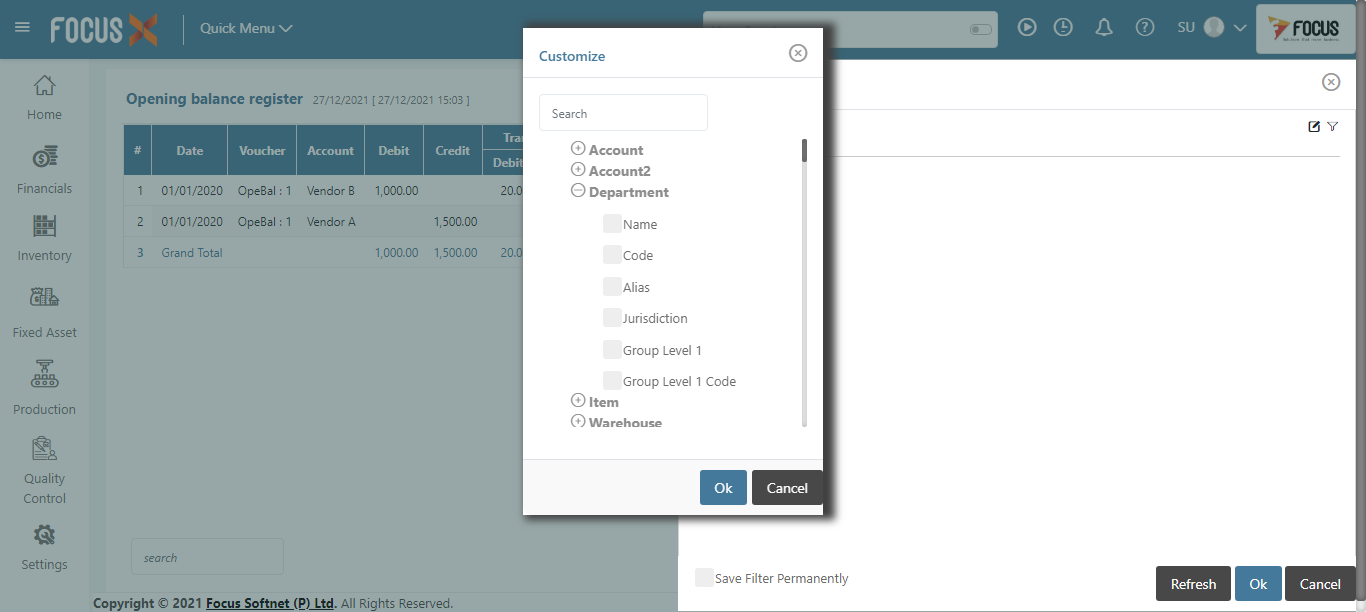 FOCUS X
Quick Menu
SU
FOCUS
Home
Financials
Inventory
Fixed Asset
Production
Quality
Control
Settings
Opening balance register 27/12/2021 [ 27/12/2021 15:03 ]
# Date Voucher Account Debit Credit Tra
Debit
1 01/01/2020 OpeBal : 1 Vendor B 1,000.00 20.0
2 01/01/2020 OpeBal : 1 Vendor A 1,500.00
3 Grand Total 1,000.00 1,500.00 20.0
search
Copyright © 2021 Focus Softnet (P) Ltd. All Rights Reserved.
Customize
Search
Account
Account2
Department
Name
Code
Alias
Jurisdiction
Group Level 1
Group Level 1 Code
Item
Warehouse
Ok Cancel
Save Filter Permanently
Refresh Ok Cancel